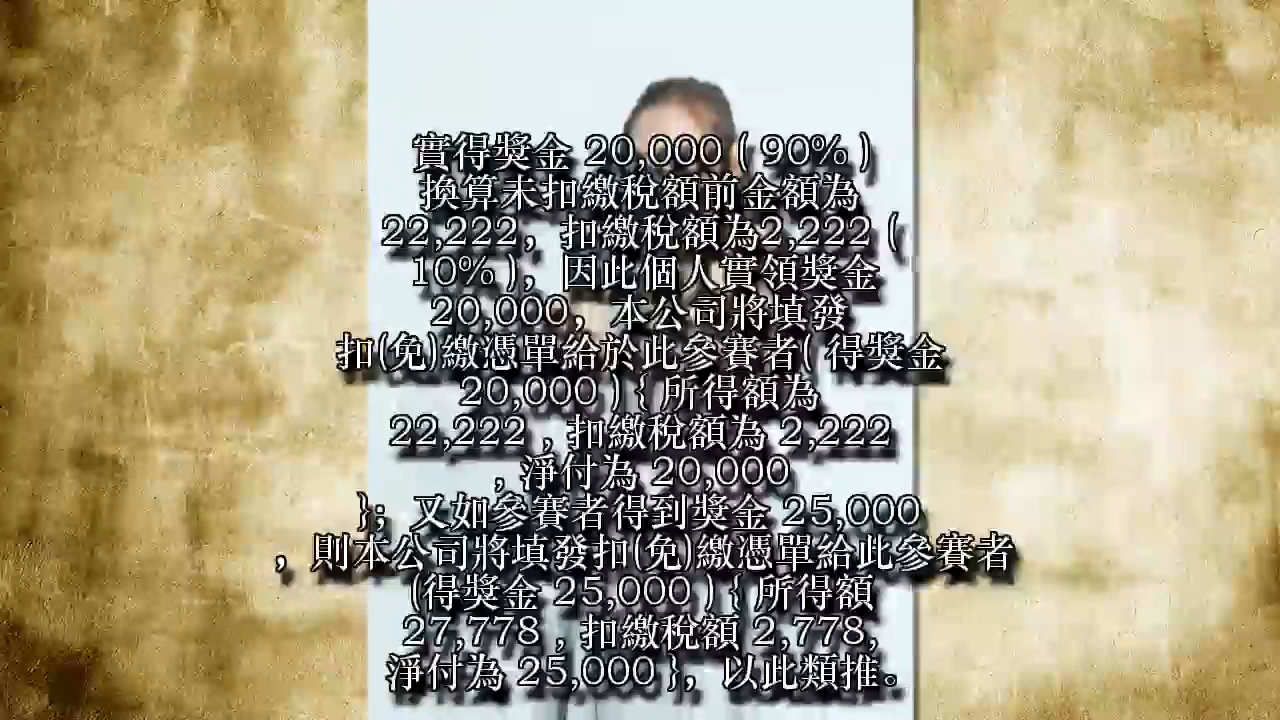 實得獎金 20,000 ( 90% )
換算未扣繳稅額前金額為
22,222，扣繳稅額為2,222 (
10% )，因此個人實領獎金
20,000，本公司將填發
扣(免)繳憑單給於此參賽者( 得獎金
20,000 ) { 所得額為
22,222 , 扣繳稅額為 2,222
, 淨付為 20,000
}；又如參賽者得到獎金 25,000
，則本公司將填發扣(免)繳憑單給此參賽者
(得獎金 25,000 ) { 所得額
27,778 , 扣繳稅額 2,778,
淨付為 25,000 }，以此類推。